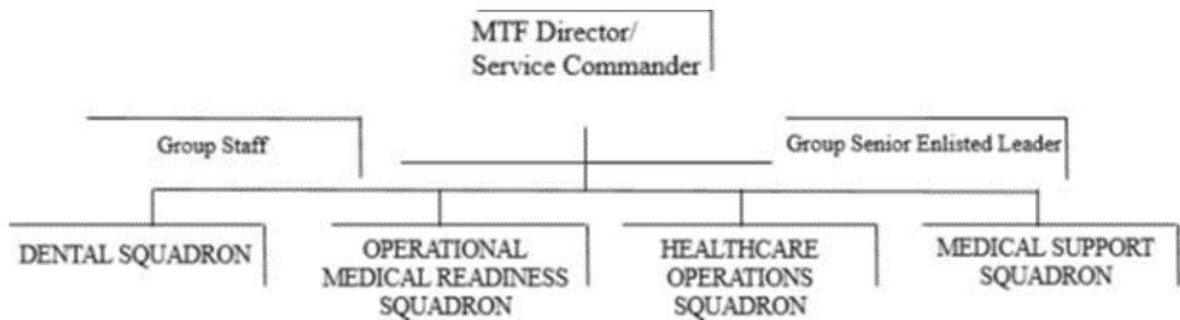 MTF Director/
Service Commander
Group Staff
Group Senior Enlisted Leader
DENTAL SQUADRON
OPERATIONAL
MEDICAL READINESS
SQUADRON
HEALTHCARE
OPERATIONS
SQUADRON
MEDICAL SUPPORT
SQUADRON